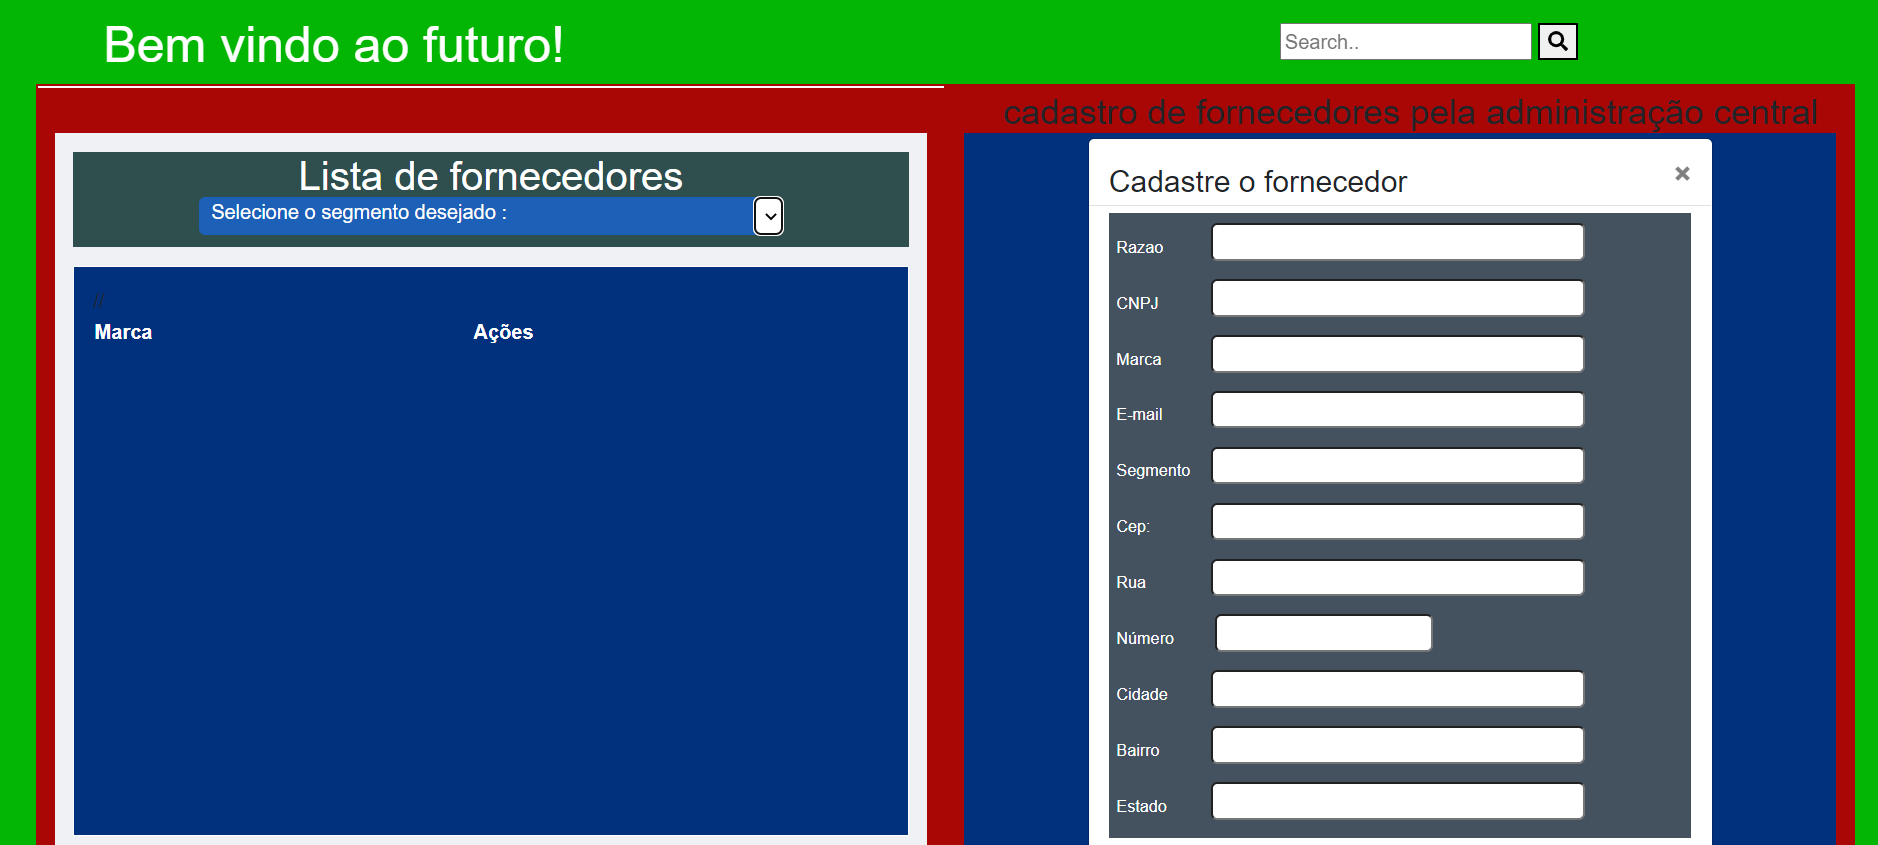 Bem vindo ao futuro!
Search..
cadastro de fornecedores pela administração central
Lista de fornecedores
Selecione o segmento desejado :
//
Marca Ações
Cadastre o fornecedor ×
Razao
CNPJ
Marca
E-mail
Segmento
Cep:
Rua
Número
Cidade
Bairro
Estado